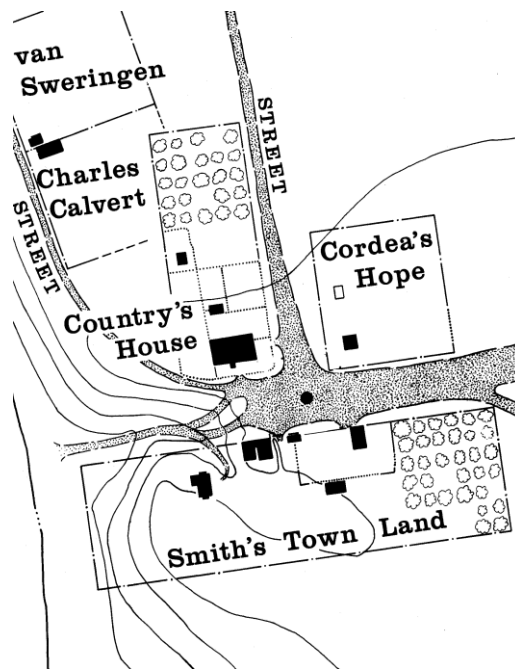 van
Sweringen
STREET
Charles
Calvert
STREET
Cordea's
Hope
Country's
House
Smith's Town Land